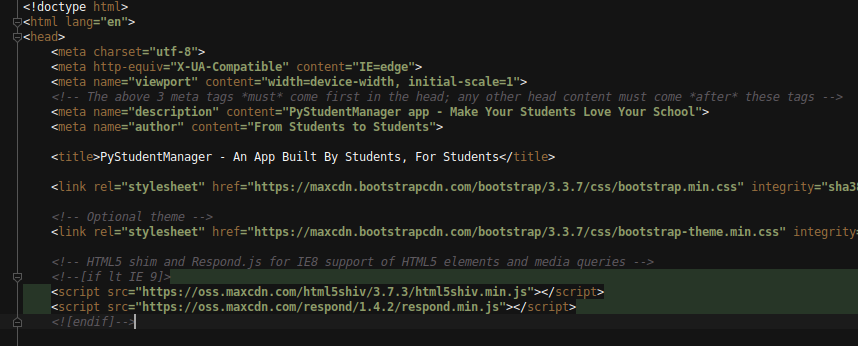 <!doctype html>
<html lang="en">
<head>
    <meta charset="utf-8">
    <meta http-equiv="X-UA-Compatible" content="IE=edge">
    <meta name="viewport" content="width=device-width, initial-scale=1">
    <!-- The above 3 meta tags *must* come first in the head; any other head content must come *after* these tags -->
    <meta name="description" content="PyStudentManager app - Make Your Students Love Your School">
    <meta name="author" content="From Students to Students">
    <title>PyStudentManager - An App Built By Students, For Students</title>
    <link rel="stylesheet" href="https://maxcdn.bootstrapcdn.com/bootstrap/3.3.7/css/bootstrap.min.css" integrity="sha38
    <!-- Optional theme -->
    <link rel="stylesheet" href="https://maxcdn.bootstrapcdn.com/bootstrap/3.3.7/css/bootstrap-theme.min.css" integrity=
    <!-- HTML5 shim and Respond.js for IE8 support of HTML5 elements and media queries -->
    <!--[if lt IE 9]>
    <script src="https://oss.maxcdn.com/html5shiv/3.7.3/html5shiv.min.js"></script>
    <script src="https://oss.maxcdn.com/respond/1.4.2/respond.min.js"></script>
    <![endif]-->